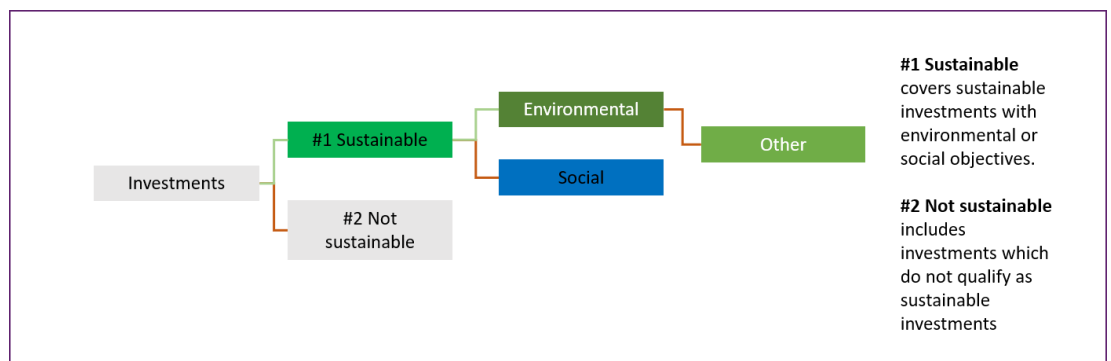 Investments
#1 Sustainable
#2 Not
sustainable
Environmental
Social
Other
#1 Sustainable
covers sustainable
investments with
environmental or
social objectives.
#2 Not sustainable
includes
investments which
do not qualify as
sustainable
investments